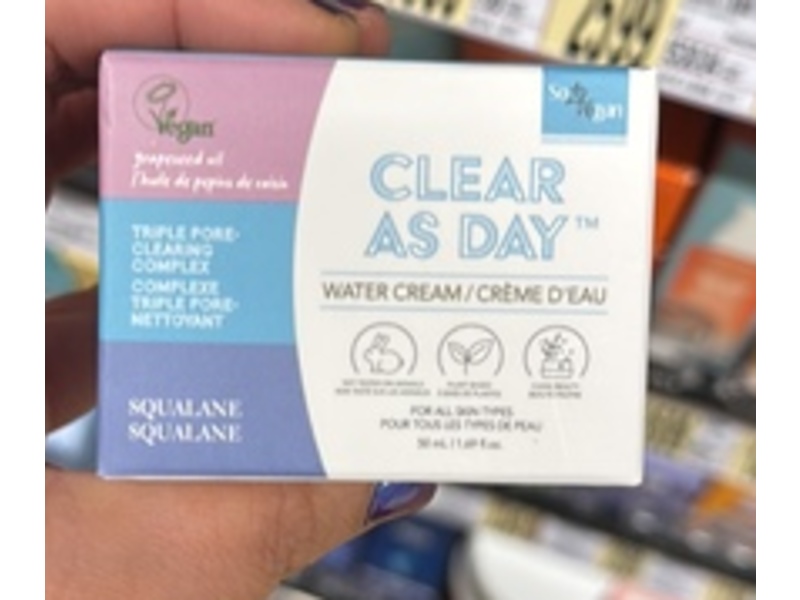 Vegan
grapeseed oil
l'huile de pepins de raisin
TRIPLE PORE-
CLEARING
COMPLEX
COMPLEXE
TRIPLE PORE-
NETTOYANT
SQUALANE
SQUALANE
CLEAR
AS DAY™
WATER CREAM / CRÈME D'EAU
FOR ALL SKIN TYPES
POUR TOUS LES TYPES DE PEAU
50 mL / 1.69 fl oz.